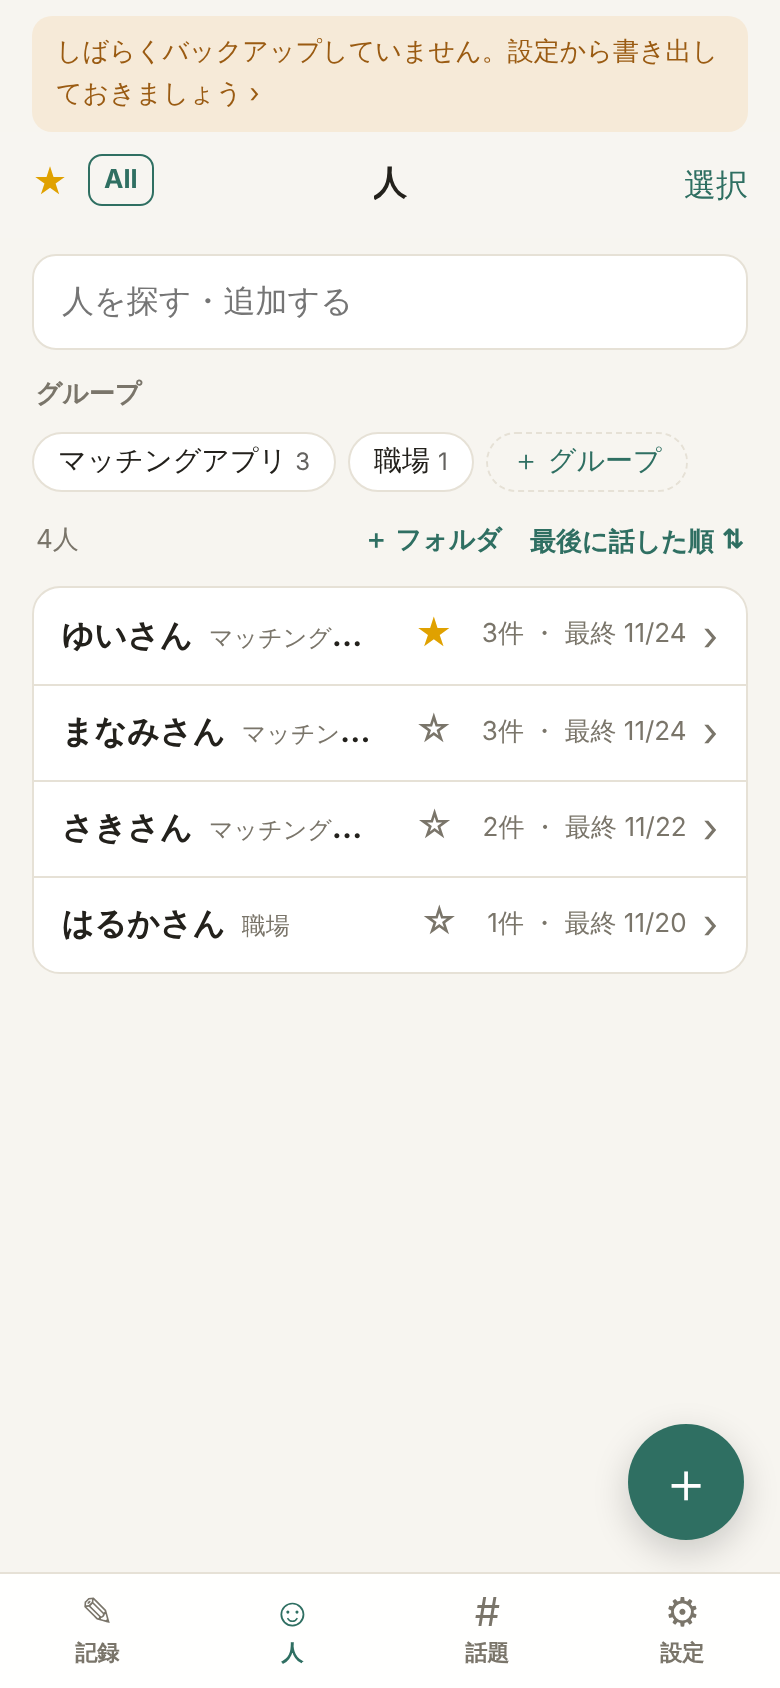 しばらくバックアップしていません。設定から書き出し
ておきましょう ›
★ All 人 選択
人を探す・追加する
グループ
マッチングアプリ 3 職場 1 ＋ グループ
4人 ＋ フォルダ 最後に話した順 ⇅
ゆいさん マッチング… ★ 3件 ・ 最終 11/24 ›
まなみさん マッチン… ☆ 3件 ・ 最終 11/24 ›
さきさん マッチング… ☆ 2件 ・ 最終 11/22 ›
はるかさん 職場 ☆ 1件 ・ 最終 11/20 ›
＋
✎ ☺ # ⚙
記録 人 話題 設定